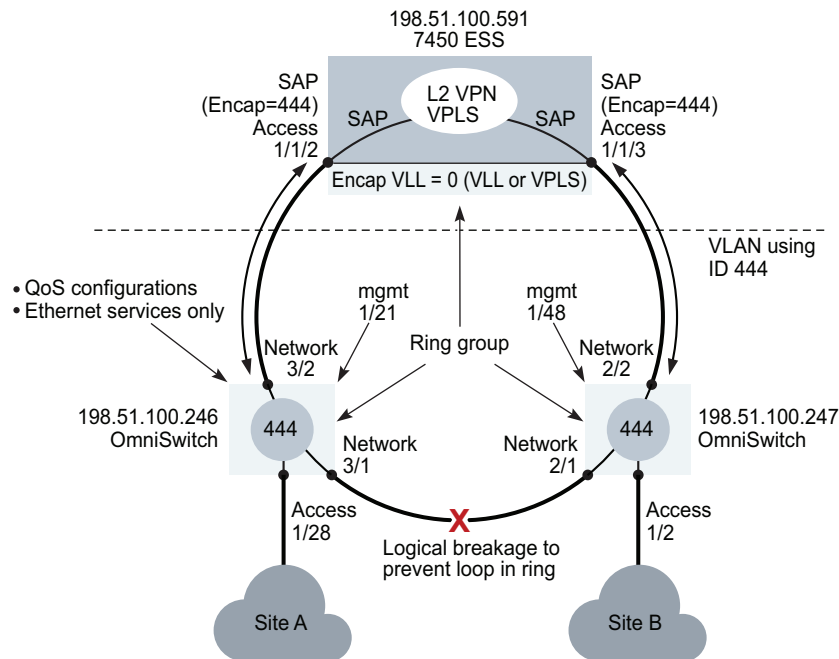 198.51.100.591
7450 ESS
SAP
(Encap=444)
Access
1/1/2
L2 VPN
VPLS
SAP
SAP
SAP
(Encap=444)
Access
1/1/3
Encap VLL = 0 (VLL or VPLS)
VLAN using
ID 444
• QoS configurations
• Ethernet services only
mgmt
1/21
mgmt
1/48
Ring group
Network
3/2
Network
2/2
198.51.100.246
OmniSwitch
444
444
198.51.100.247
OmniSwitch
Network
3/1
Network
2/1
X
Access
1/28
Access
1/2
Logical breakage to
prevent loop in ring
Site A
Site B